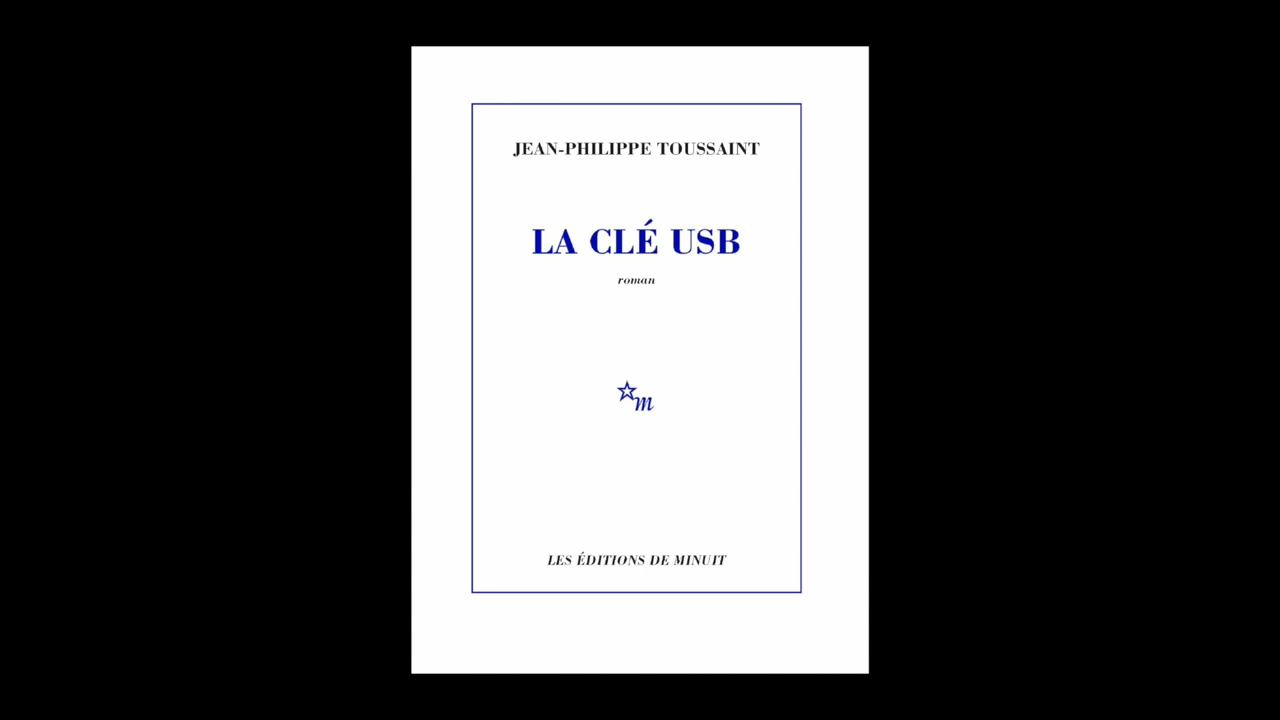 JEAN-PHILIPPE TOUSSAINT
LA CLÉ USB
roman
m
LES ÉDITIONS DE MINUIT